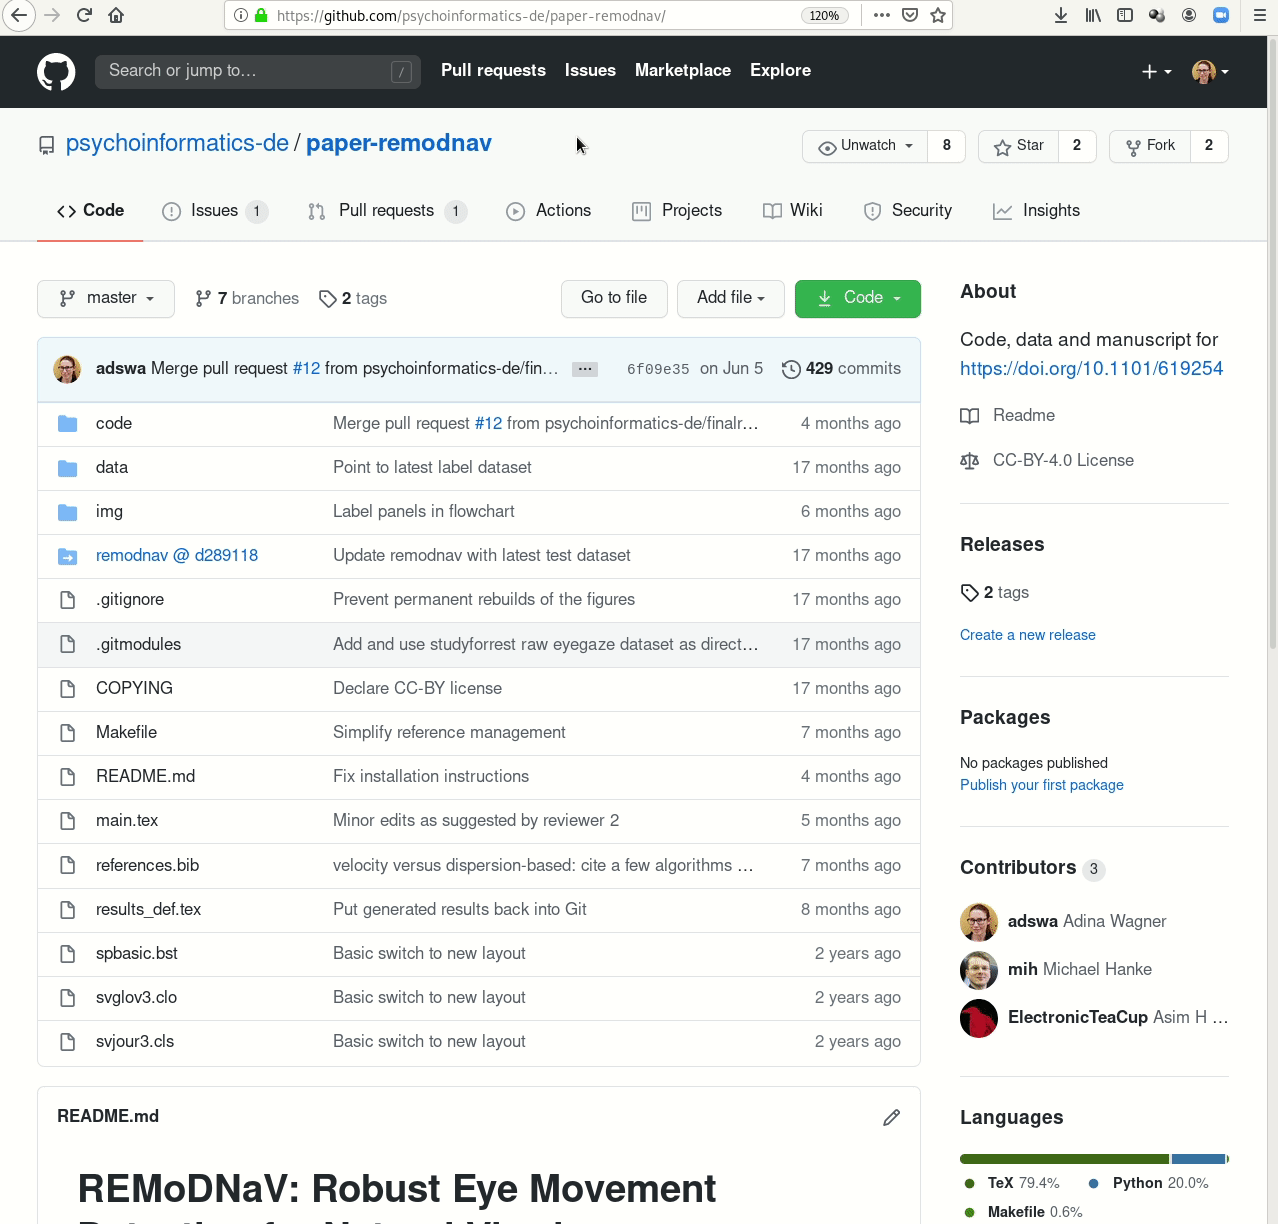 https://github.com/psychoinformatics-de/paper-remodnav/ 120%
Search or jump to… / Pull requests Issues Marketplace Explore
psychoinformatics-de / paper-remodnav Unwatch 8 Star 2 Fork 2
Code Issues 1 Pull requests 1 Actions Projects Wiki Security Insights
master 7 branches 2 tags Go to file Add file Code
adswa Merge pull request #12 from psychoinformatics-de/fin… ... 6f09e35 on Jun 5 429 commits
code Merge pull request #12 from psychoinformatics-de/finalr… 4 months ago
data Point to latest label dataset 17 months ago
img Label panels in flowchart 6 months ago
remodnav @ d289118 Update remodnav with latest test dataset 17 months ago
.gitignore Prevent permanent rebuilds of the figures 17 months ago
.gitmodules Add and use studyforrest raw eyegaze dataset as direct… 17 months ago
COPYING Declare CC-BY license 17 months ago
Makefile Simplify reference management 7 months ago
README.md Fix installation instructions 4 months ago
main.tex Minor edits as suggested by reviewer 2 5 months ago
references.bib velocity versus dispersion-based: cite a few algorithms … 7 months ago
results_def.tex Put generated results back into Git 8 months ago
spbasic.bst Basic switch to new layout 2 years ago
svglov3.clo Basic switch to new layout 2 years ago
svjour3.cls Basic switch to new layout 2 years ago
README.md
REMoDNaV: Robust Eye Movement
About
Code, data and manuscript for
https://doi.org/10.1101/619254
Readme
CC-BY-4.0 License
Releases
2 tags
Create a new release
Packages
No packages published
Publish your first package
Contributors 3
adswa Adina Wagner
mih Michael Hanke
ElectronicTeaCup Asim H …
Languages
TeX 79.4% Python 20.0%
Makefile 0.6%